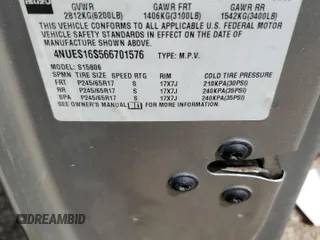 GVWR GAWR FRT GAWR RR
2812KG(6200LB) 1406KG(3100LB) 1542KG(3400LB)
THIS VEHICLE CONFORMS TO ALL APPLICABLE U.S. FEDERAL MOTOR
VEHICLE SAFETY STANDARDS IN EFFECT ON THE DATE OF
MANUFACTURE SHOWN ABOVE.
4NUES16S566701576 TYPE: M.P.V.
MODEL: S15806
SPMN TIR SIZE SPEED RTG RIM COLD TIRE PRESSURE
FRT P245/65R17 S 17X7J 210KPA(30PSI)
RR P245/65R17 S 17X7J 240KPA(35PSI)
SPA P245/65R17 S 17X7J 240KPA(35PSI)
SEE OWNER'S MANUAL FOR MORE INFORMATION
DREAMBID